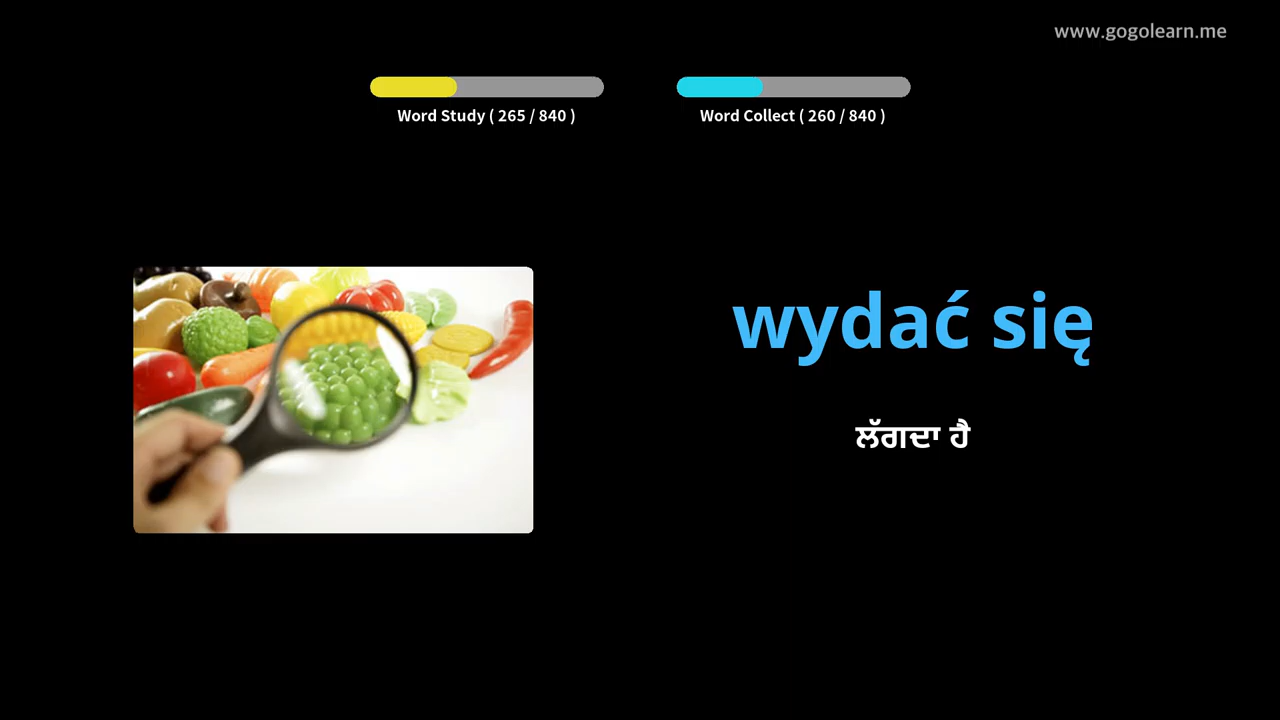 www.gogolearn.me
Word Study ( 265 / 840 )
Word Collect ( 260 / 840 )
wydać się
ਲੱਗਦਾ ਹੈ